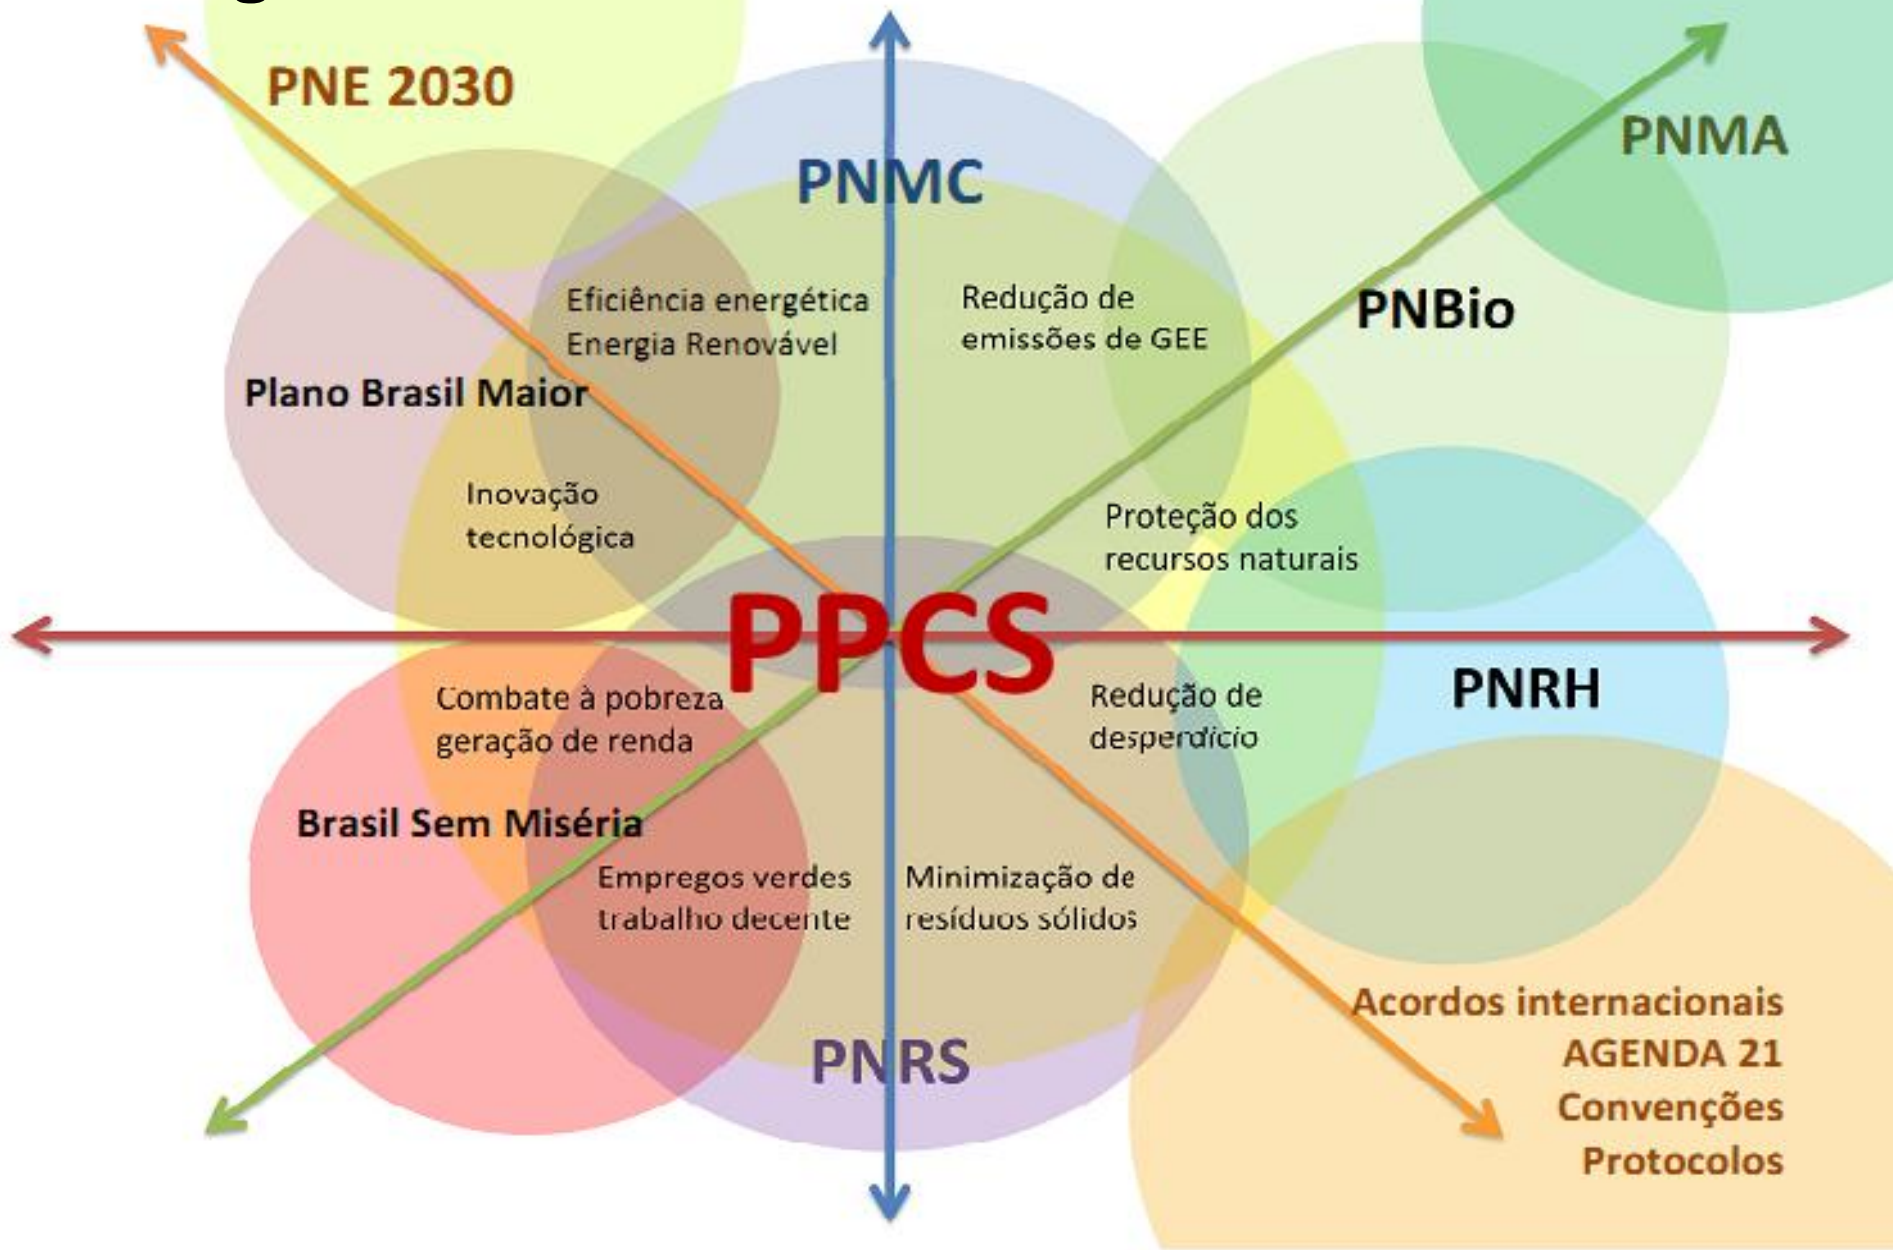 PNE 2030
PNMA
PNMC
Eficiência energética
Energia Renovável
Redução de
emissões de GEE
PNBio
Plano Brasil Maior
Inovação
tecnológica
Proteção dos
recursos naturais
PPCS
Combate à pobreza
geração de renda
Redução de
desperdício
PNRH
Brasil Sem Miséria
Empregos verdes
trabalho decente
Minimização de
resíduos sólidos
PNRS
Acordos internacionais
AGENDA 21
Convenções
Protocolos